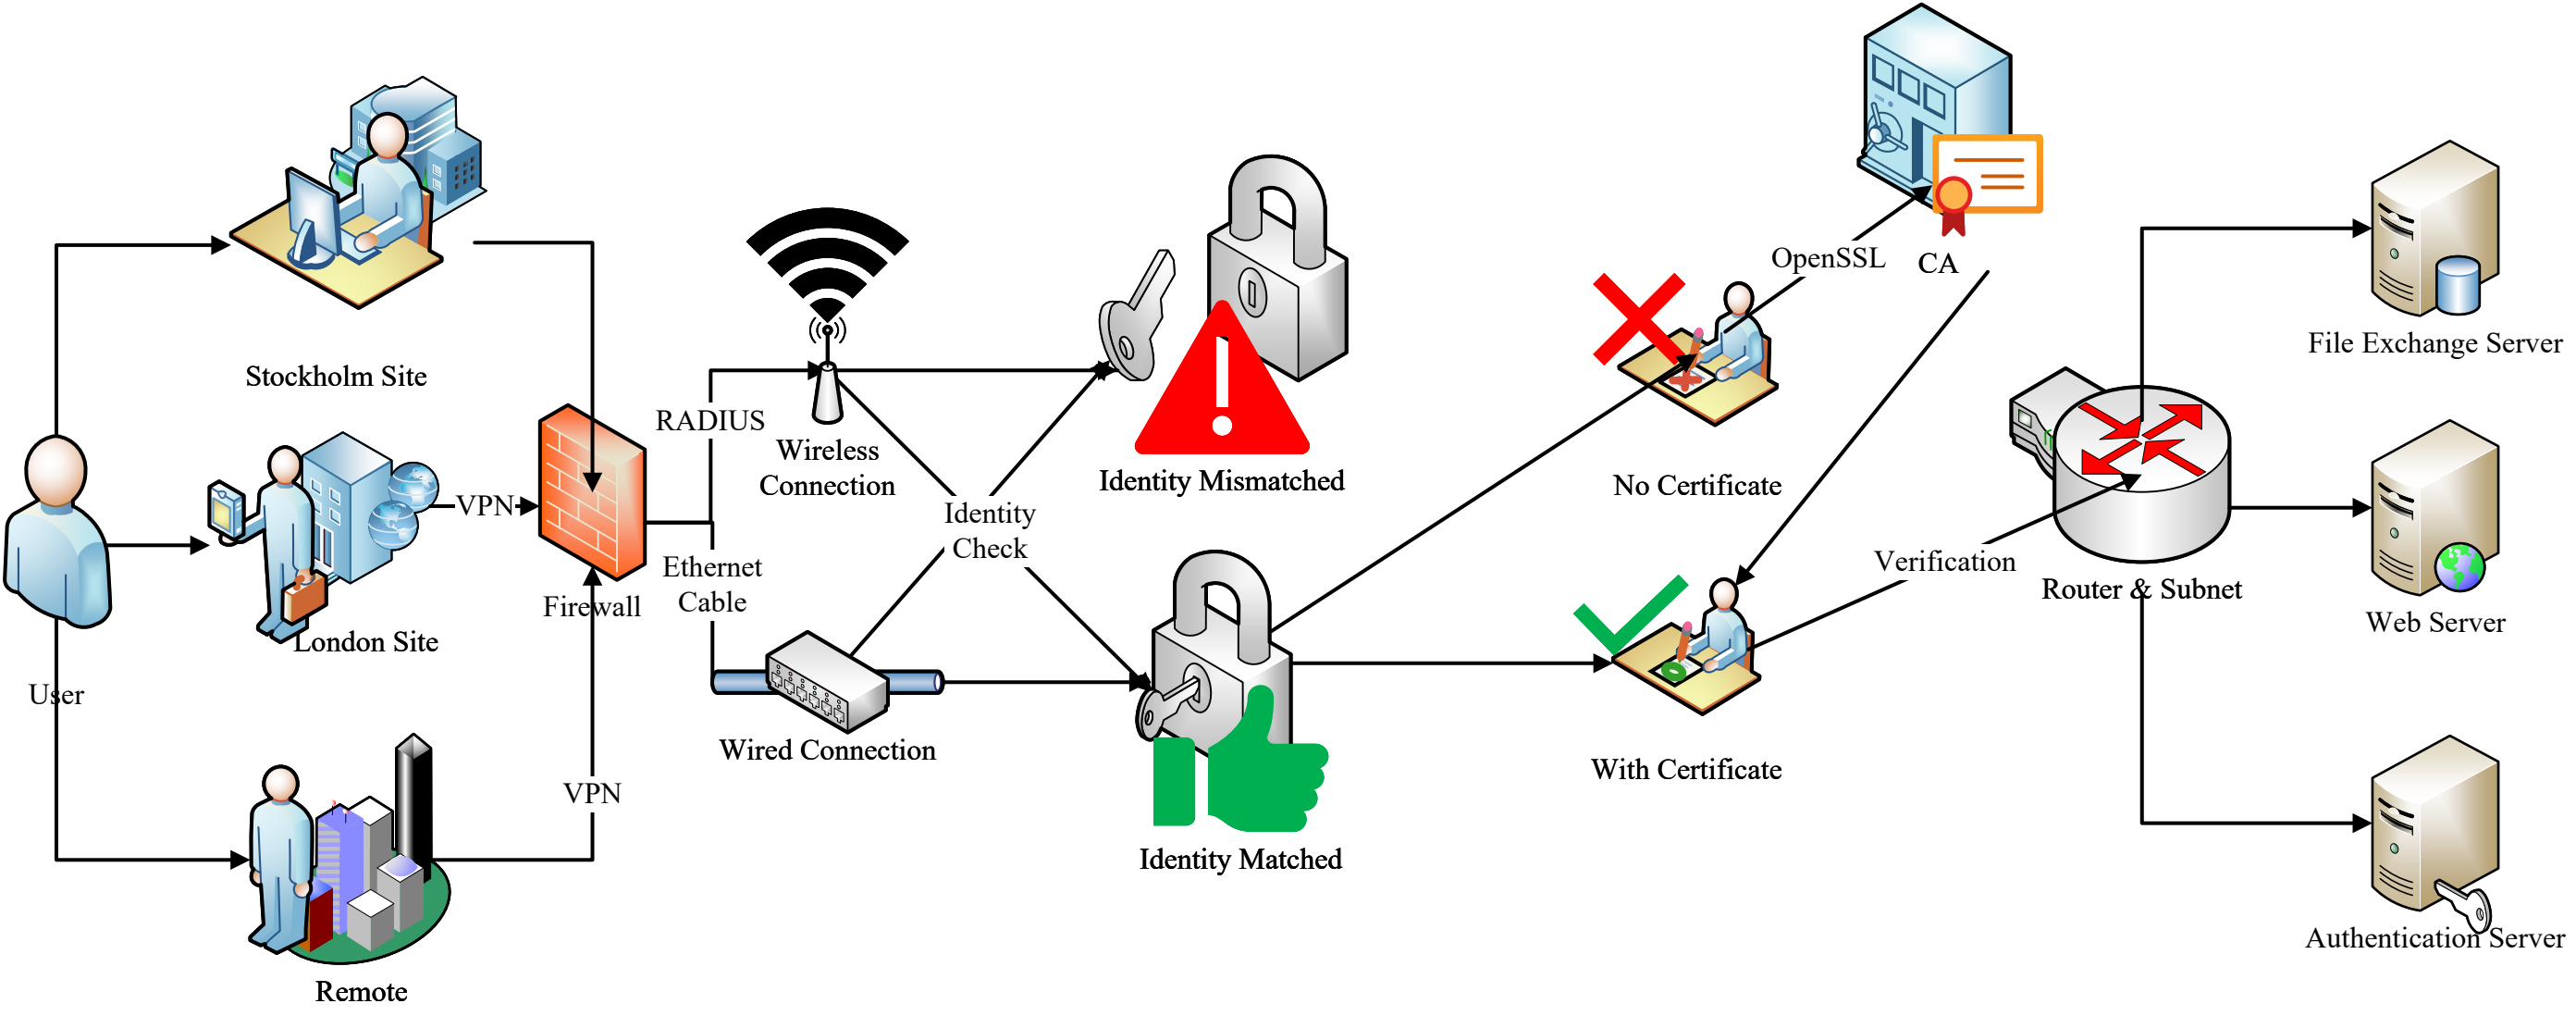 Stockholm Site
User
London Site
Remote
VPN
VPN
Firewall
RADIUS
Ethernet
Cable
Wireless
Connection
Wired Connection
Identity
Check
Identity Mismatched
Identity Matched
No Certificate
With Certificate
OpenSSL
CA
Verification
Router & Subnet
File Exchange Server
Web Server
Authentication Server